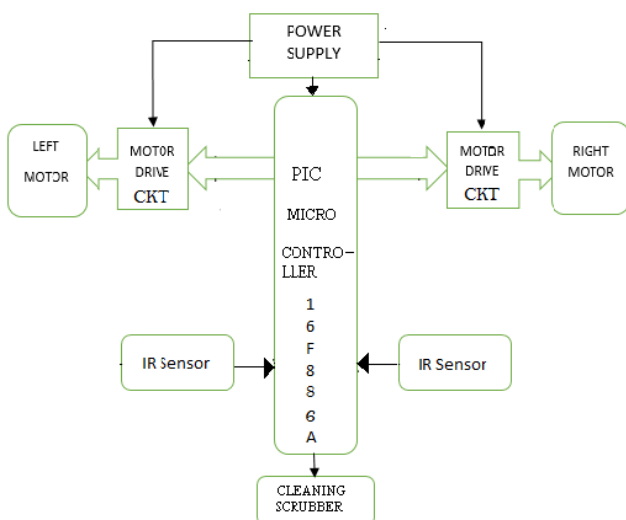 POWER
SUPPLY
LEFT
MOTOR
MOTOR
DRIVE
CKT
PIC
MICRO
CONTRO-
LLER
1
6
F
8
8
6
A
MOTOR
DRIVE
CKT
RIGHT
MOTOR
IR Sensor
IR Sensor
CLEANING
SCRUBBER